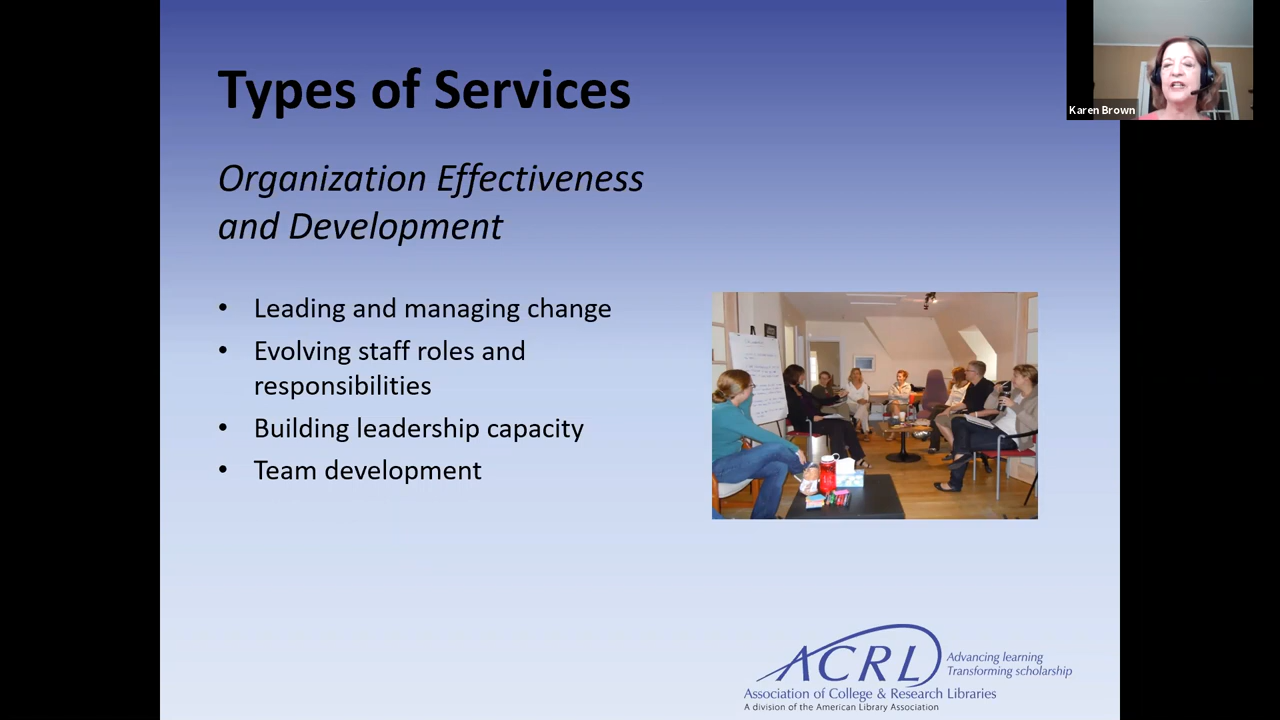 Types of Services
Karen Brown
Organization Effectiveness
and Development
• Leading and managing change
• Evolving staff roles and
responsibilities
• Building leadership capacity
• Team development
ACRL
Advancing learning
Transforming scholarship
Association of College & Research Libraries
A division of the American Library Association